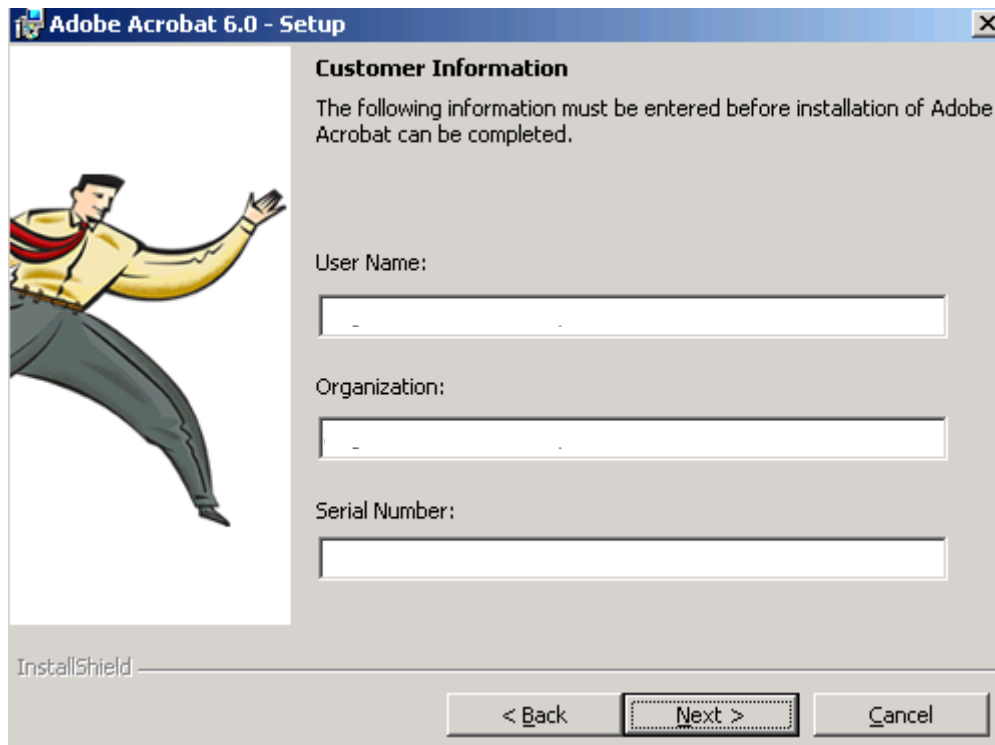 Adobe Acrobat 6.0 - Setup
Customer Information
The following information must be entered before installation of Adobe
Acrobat can be completed.
User Name:
Organization:
Serial Number:
InstallShield
< Back
Next >
Cancel